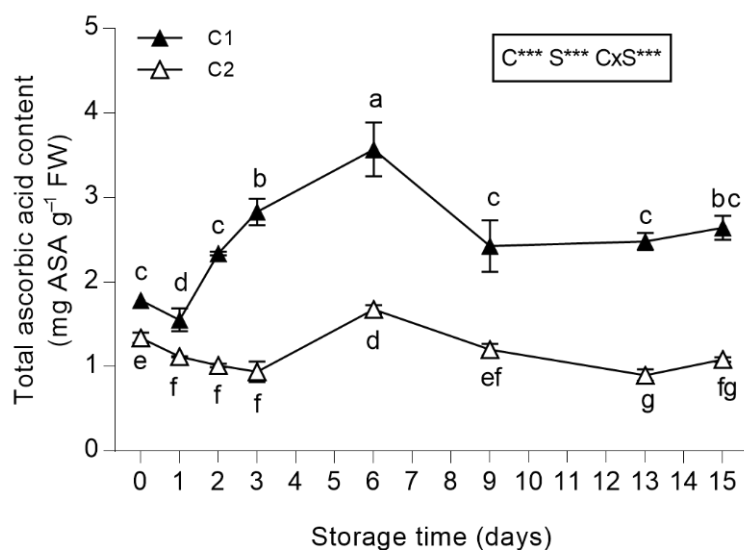 Total ascorbic acid content
(mg ASA g⁻¹ FW)
5
4
3
2
1
0
C1
C2
C*** S*** CxS***
c
d
c
b
a
c
c
bc
e
f
f
f
d
ef
g
fg
0 1 2 3 4 5 6 7 8 9 10 11 12 13 14 15
Storage time (days)